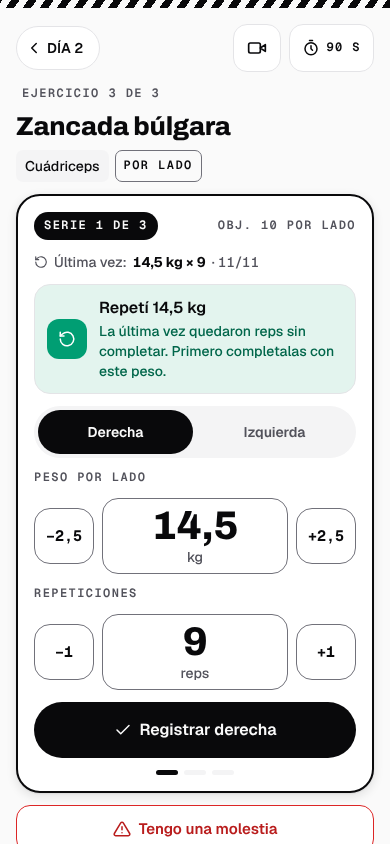 DÍA 2
90 S
EJERCICIO 3 DE 3
Zancada búlgara
Cuádriceps
POR LADO
SERIE 1 DE 3
OBJ. 10 POR LADO
Última vez: 14,5 kg × 9 · 11/11
Repetí 14,5 kg
La última vez quedaron reps sin
completar. Primero completalas con
este peso.
Derecha
Izquierda
PESO POR LADO
−2,5
14,5
kg
+2,5
REPETICIONES
−1
9
reps
+1
Registrar derecha
Tengo una molestia